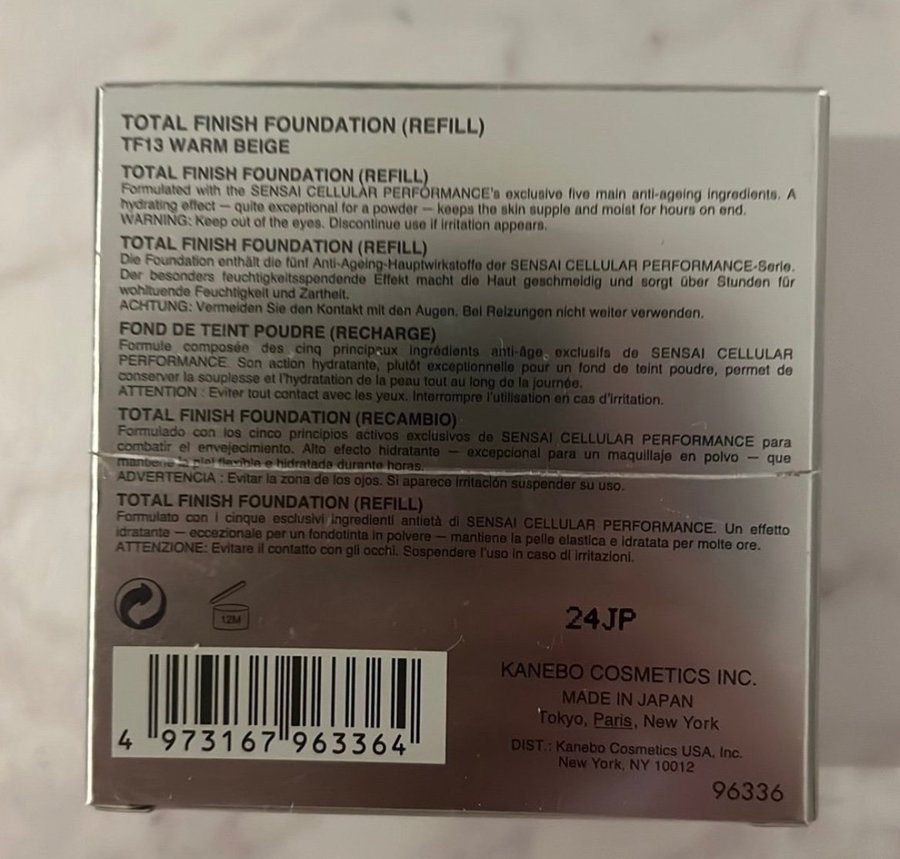 TOTAL FINISH FOUNDATION (REFILL)
TF13 WARM BEIGE
TOTAL FINISH FOUNDATION (REFILL)
Formulated with the SENSAI CELLULAR PERFORMANCE's exclusive five main anti-ageing ingredients. A
hydrating effect — quite exceptional for a powder — keeps the skin supple and moist for hours on end.
WARNING: Keep out of the eyes. Discontinue use if irritation appears.
TOTAL FINISH FOUNDATION (REFILL)
Die Foundation enthält die fünf Anti-Ageing-Hauptwirkstoffe der SENSAI CELLULAR PERFORMANCE-Serie.
Der besonders feuchtigkeitsspendende Effekt macht die Haut geschmeidig und sorgt über Stunden für
wohltuende Feuchtigkeit und Zartheit.
ACHTUNG: Vermeiden Sie den Kontakt mit den Augen. Bei Reizungen nicht weiter verwenden.
FOND DE TEINT POUDRE (RECHARGE)
Formule composée des cinq principaux ingrédients anti-âge exclusifs de SENSAI CELLULAR
PERFORMANCE. Son action hydratante, plutôt exceptionnelle pour un fond de teint poudre, permet de
conserver la souplesse et l'hydratation de la peau tout au long de la journée.
ATTENTION : Eviter tout contact avec les yeux. Interrompre l'utilisation en cas d'irritation.
TOTAL FINISH FOUNDATION (RECAMBIO)
Formulado con los cinco principios activos exclusivos de SENSAI CELLULAR PERFORMANCE para
combatir el envejecimiento. Alto efecto hidratante — excepcional para un maquillaje en polvo — que
mantiene la piel flexible e hidratada durante horas.
ADVERTENCIA : Evitar la zona de los ojos. Si aparece irritación suspender su uso.
TOTAL FINISH FOUNDATION (REFILL)
Formulato con i cinque esclusivi ingredienti antietà di SENSAI CELLULAR PERFORMANCE. Un effetto
idratante — eccezionale per un fondotinta in polvere — mantiene la pelle elastica e idratata per molte ore.
ATTENZIONE: Evitare il contatto con gli occhi. Sospendere l'uso in caso di irritazioni.
12M
24JP
4 973167 963364
KANEBO COSMETICS INC.
MADE IN JAPAN
Tokyo, Paris, New York
DIST.: Kanebo Cosmetics USA, Inc.
New York, NY 10012
96336